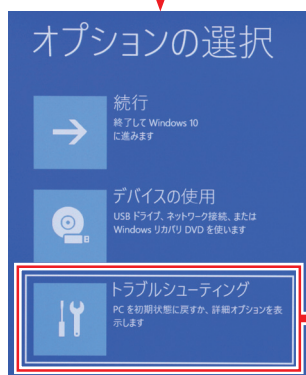 オプションの選択
続行
終了して Windows 10
に進みます
デバイスの使用
USB ドライブ、ネットワーク接続、または
Windows リカバリ DVD を使います
トラブルシューティング
PC を初期状態に戻すか、詳細オプションを表
示します